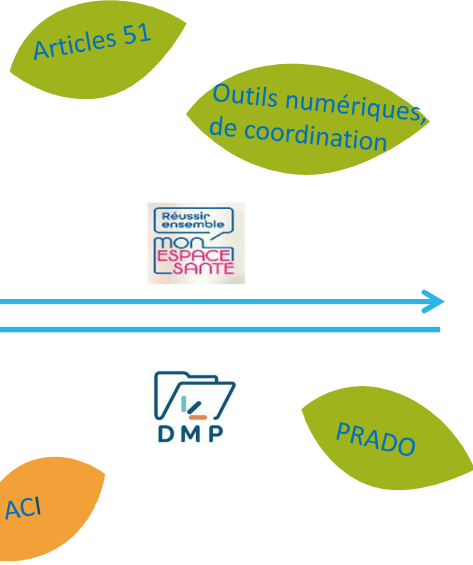 Articles 51
Outils numériques,
de coordination
Réussir
ensemble
mon
ESPACE
SANTÉ
DMP
PRADO
ACI